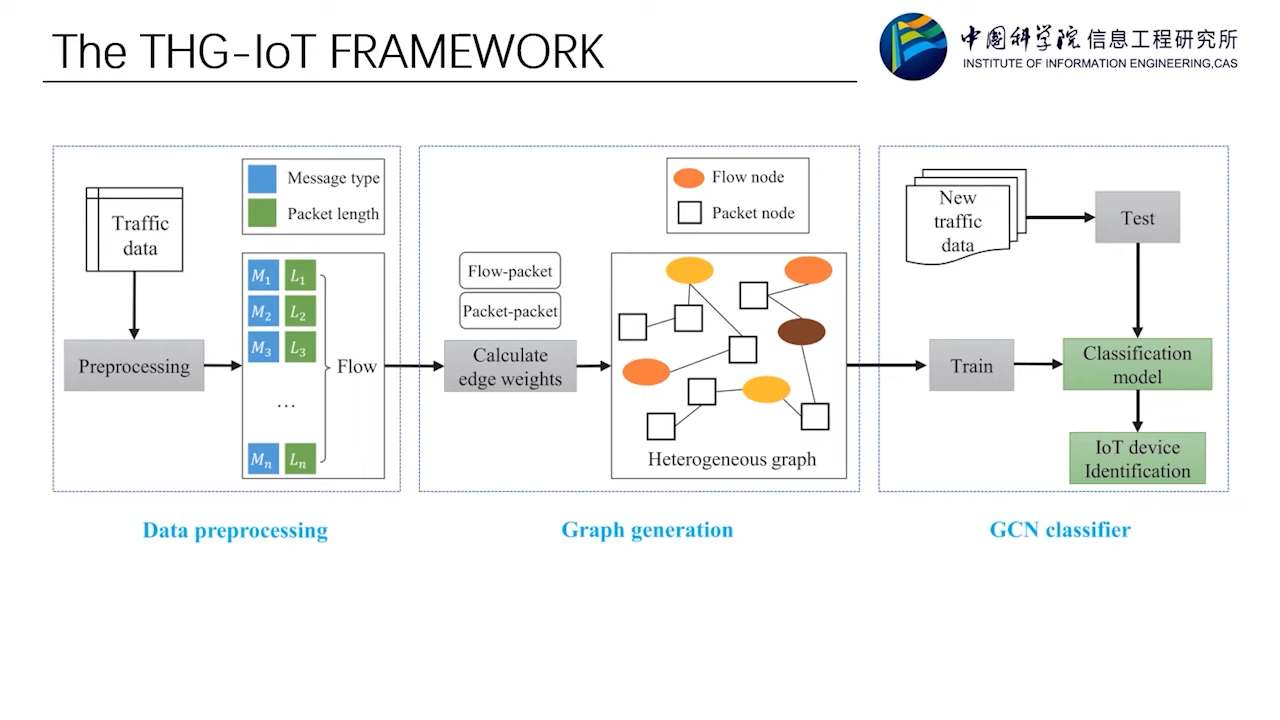 The THG-IoT FRAMEWORK
中国科学院 信息工程研究所
INSTITUTE OF INFORMATION ENGINEERING,CAS
Traffic
data
Message type
Packet length
Preprocessing
M1 L1
M2 L2
M3 L3
...
Mn Ln
Flow
Data preprocessing
Flow node
Packet node
Flow-packet
Packet-packet
Calculate
edge weights
Heterogeneous graph
Graph generation
New
traffic
data
Test
Train
Classification
model
IoT device
Identification
GCN classifier